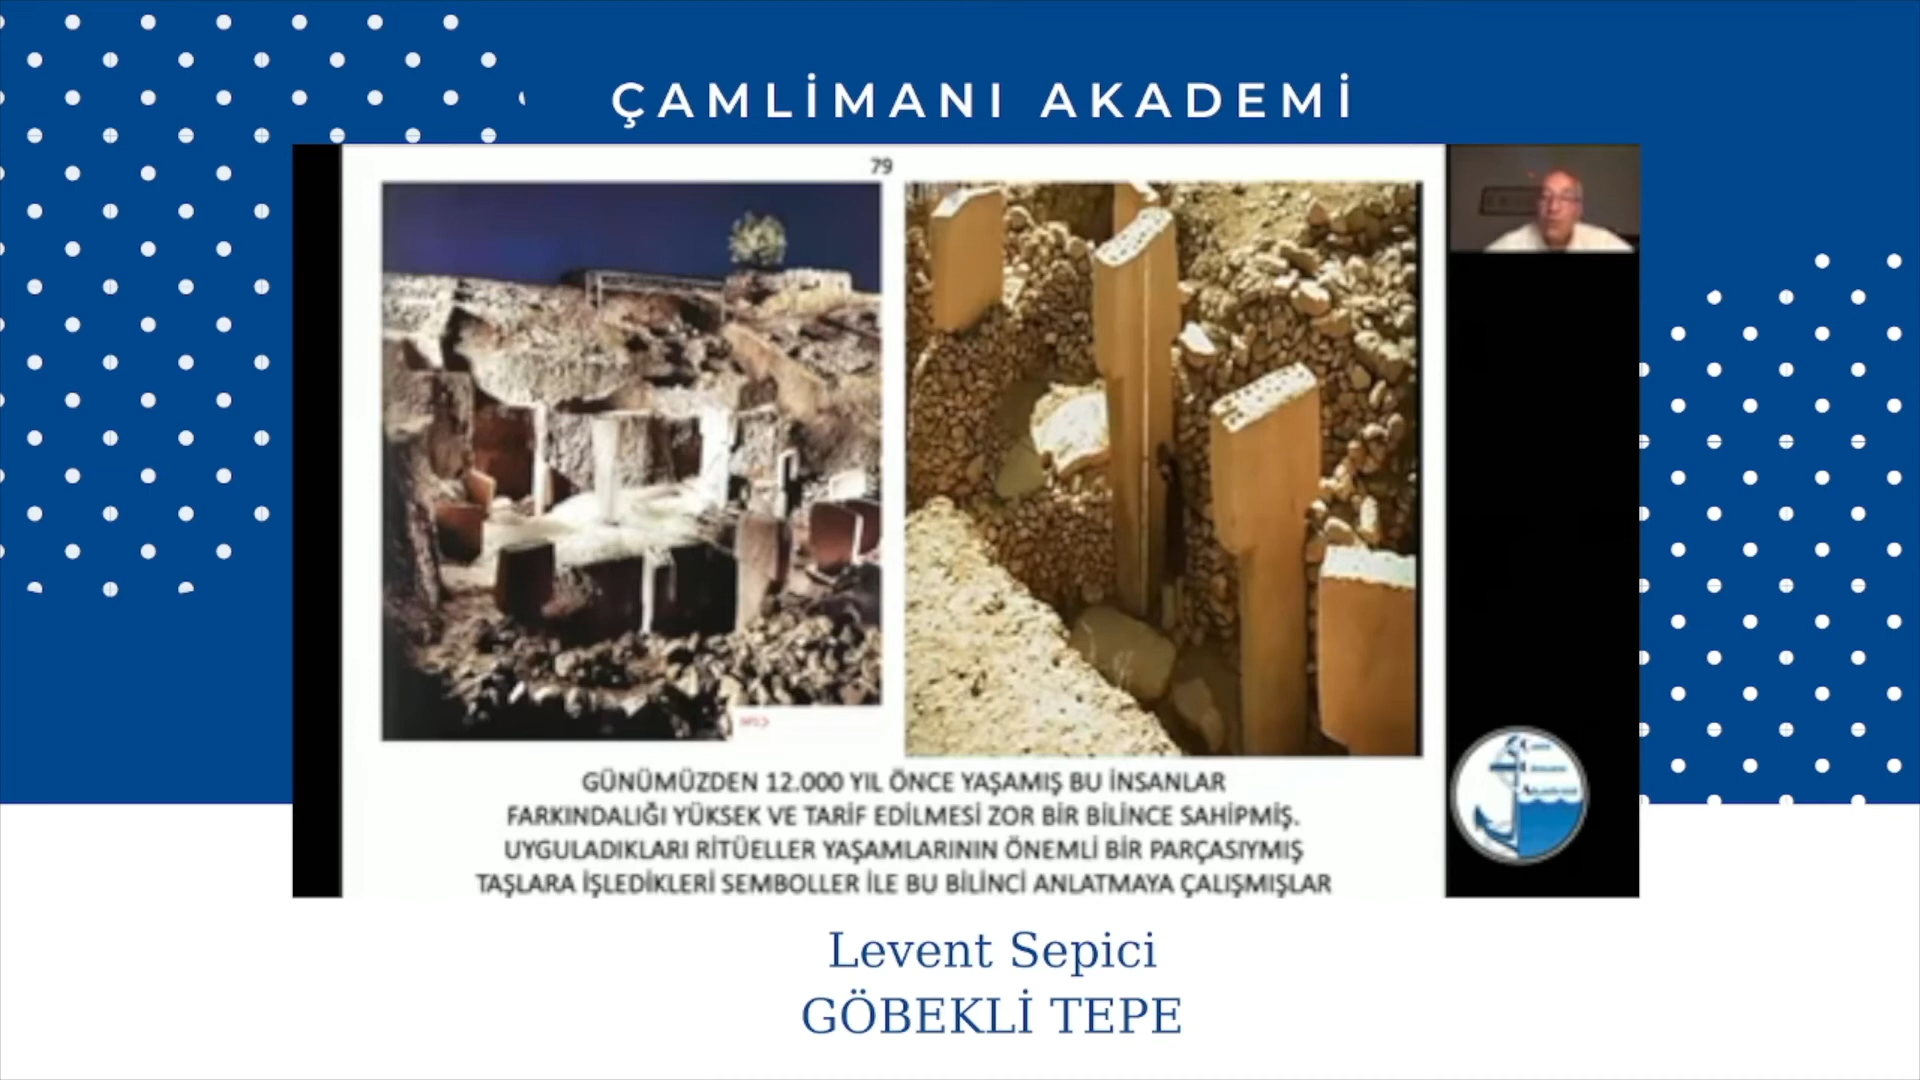 ÇAMLİMANI AKADEMİ
79
GÜNÜMÜZDEN 12.000 YIL ÖNCE YAŞAMIŞ BU İNSANLAR
FARKINDALIĞI YÜKSEK VE TARİF EDİLMESİ ZOR BİR BİLİNCE SAHİPMİŞ.
UYGULADIKLARI RİTÜELLER YAŞAMLARININ ÖNEMLİ BİR PARÇASIYMIŞ
TAŞLARA İŞLEDİKLERİ SEMBOLLER İLE BU BİLİNCİ ANLATMAYA ÇALIŞMIŞLAR
Levent Sepici
GÖBEKLİ TEPE